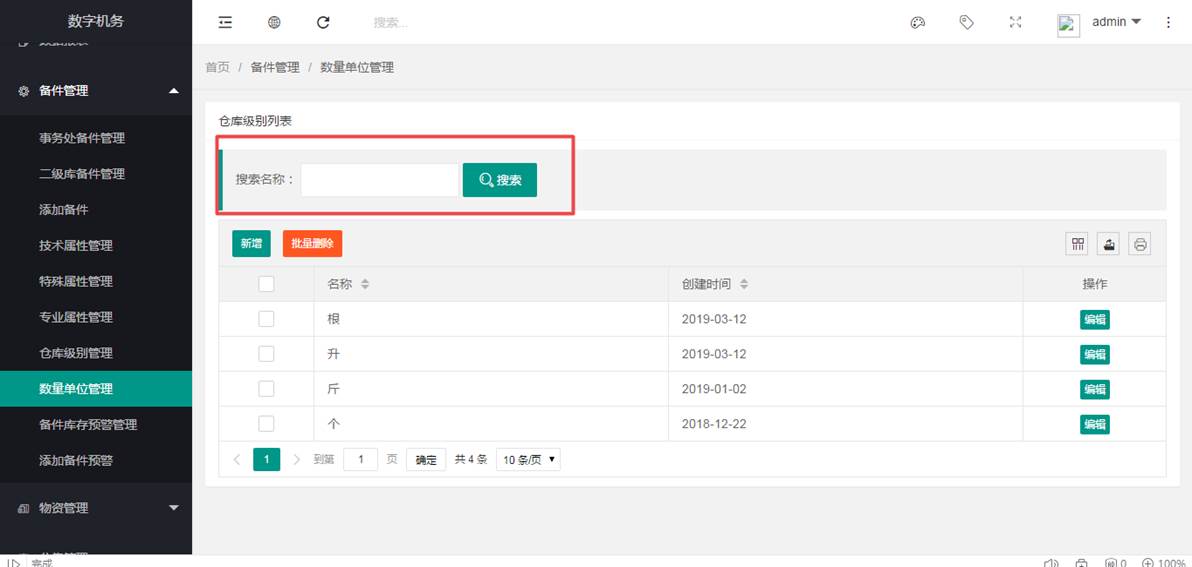 数字机务
搜索...
admin
首页 / 备件管理 / 数量单位管理
备件管理
事务处备件管理
二级库备件管理
添加备件
技术属性管理
特殊属性管理
专业属性管理
仓库级别管理
数量单位管理
备件库存预警管理
添加备件预警
物资管理
仓库级别列表
搜索名称：
搜索
新增 批量删除
名称 创建时间 操作
根 2019-03-12 编辑
升 2019-03-12 编辑
斤 2019-01-02 编辑
个 2018-12-22 编辑
1 到第 1 页 确定 共 4 条 10 条/页
完成
0 100%